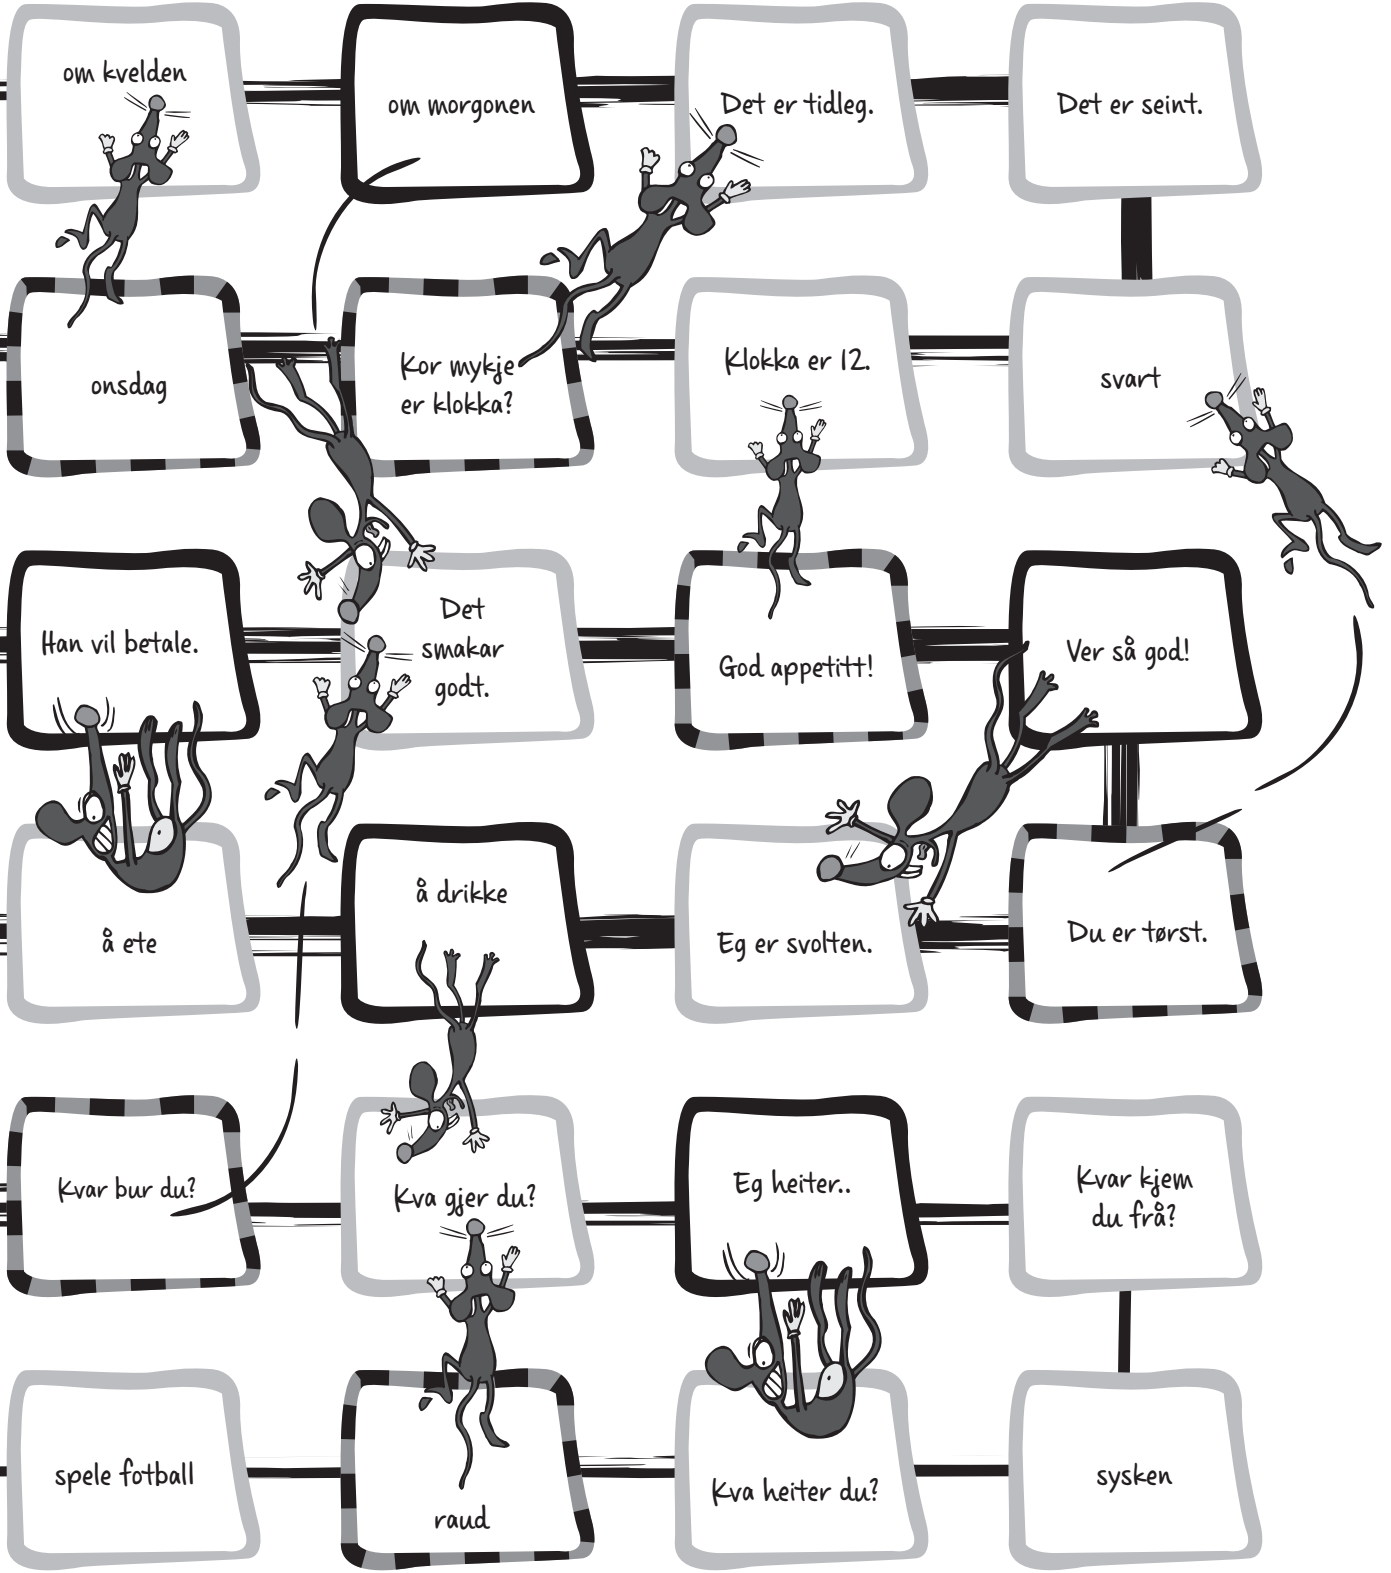 om kvelden
om morgonen
Det er tidleg.
Det er seint.
onsdag
Kor mykje
er klokka?
Klokka er 12.
svart
Han vil betale.
Det
smakar
godt.
God appetitt!
Ver så god!
å ete
å drikke
Eg er svolten.
Du er tørst.
Kvar bur du?
Kva gjer du?
Eg heiter..
Kvar kjem
du frå?
spele fotball
raud
Kva heiter du?
sysken